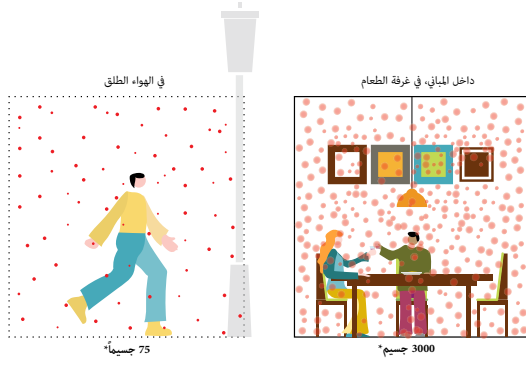 داخل المباني، في غرفة الطعام
في الهواء الطلق
3000 جسيم*
75 جسيماً*